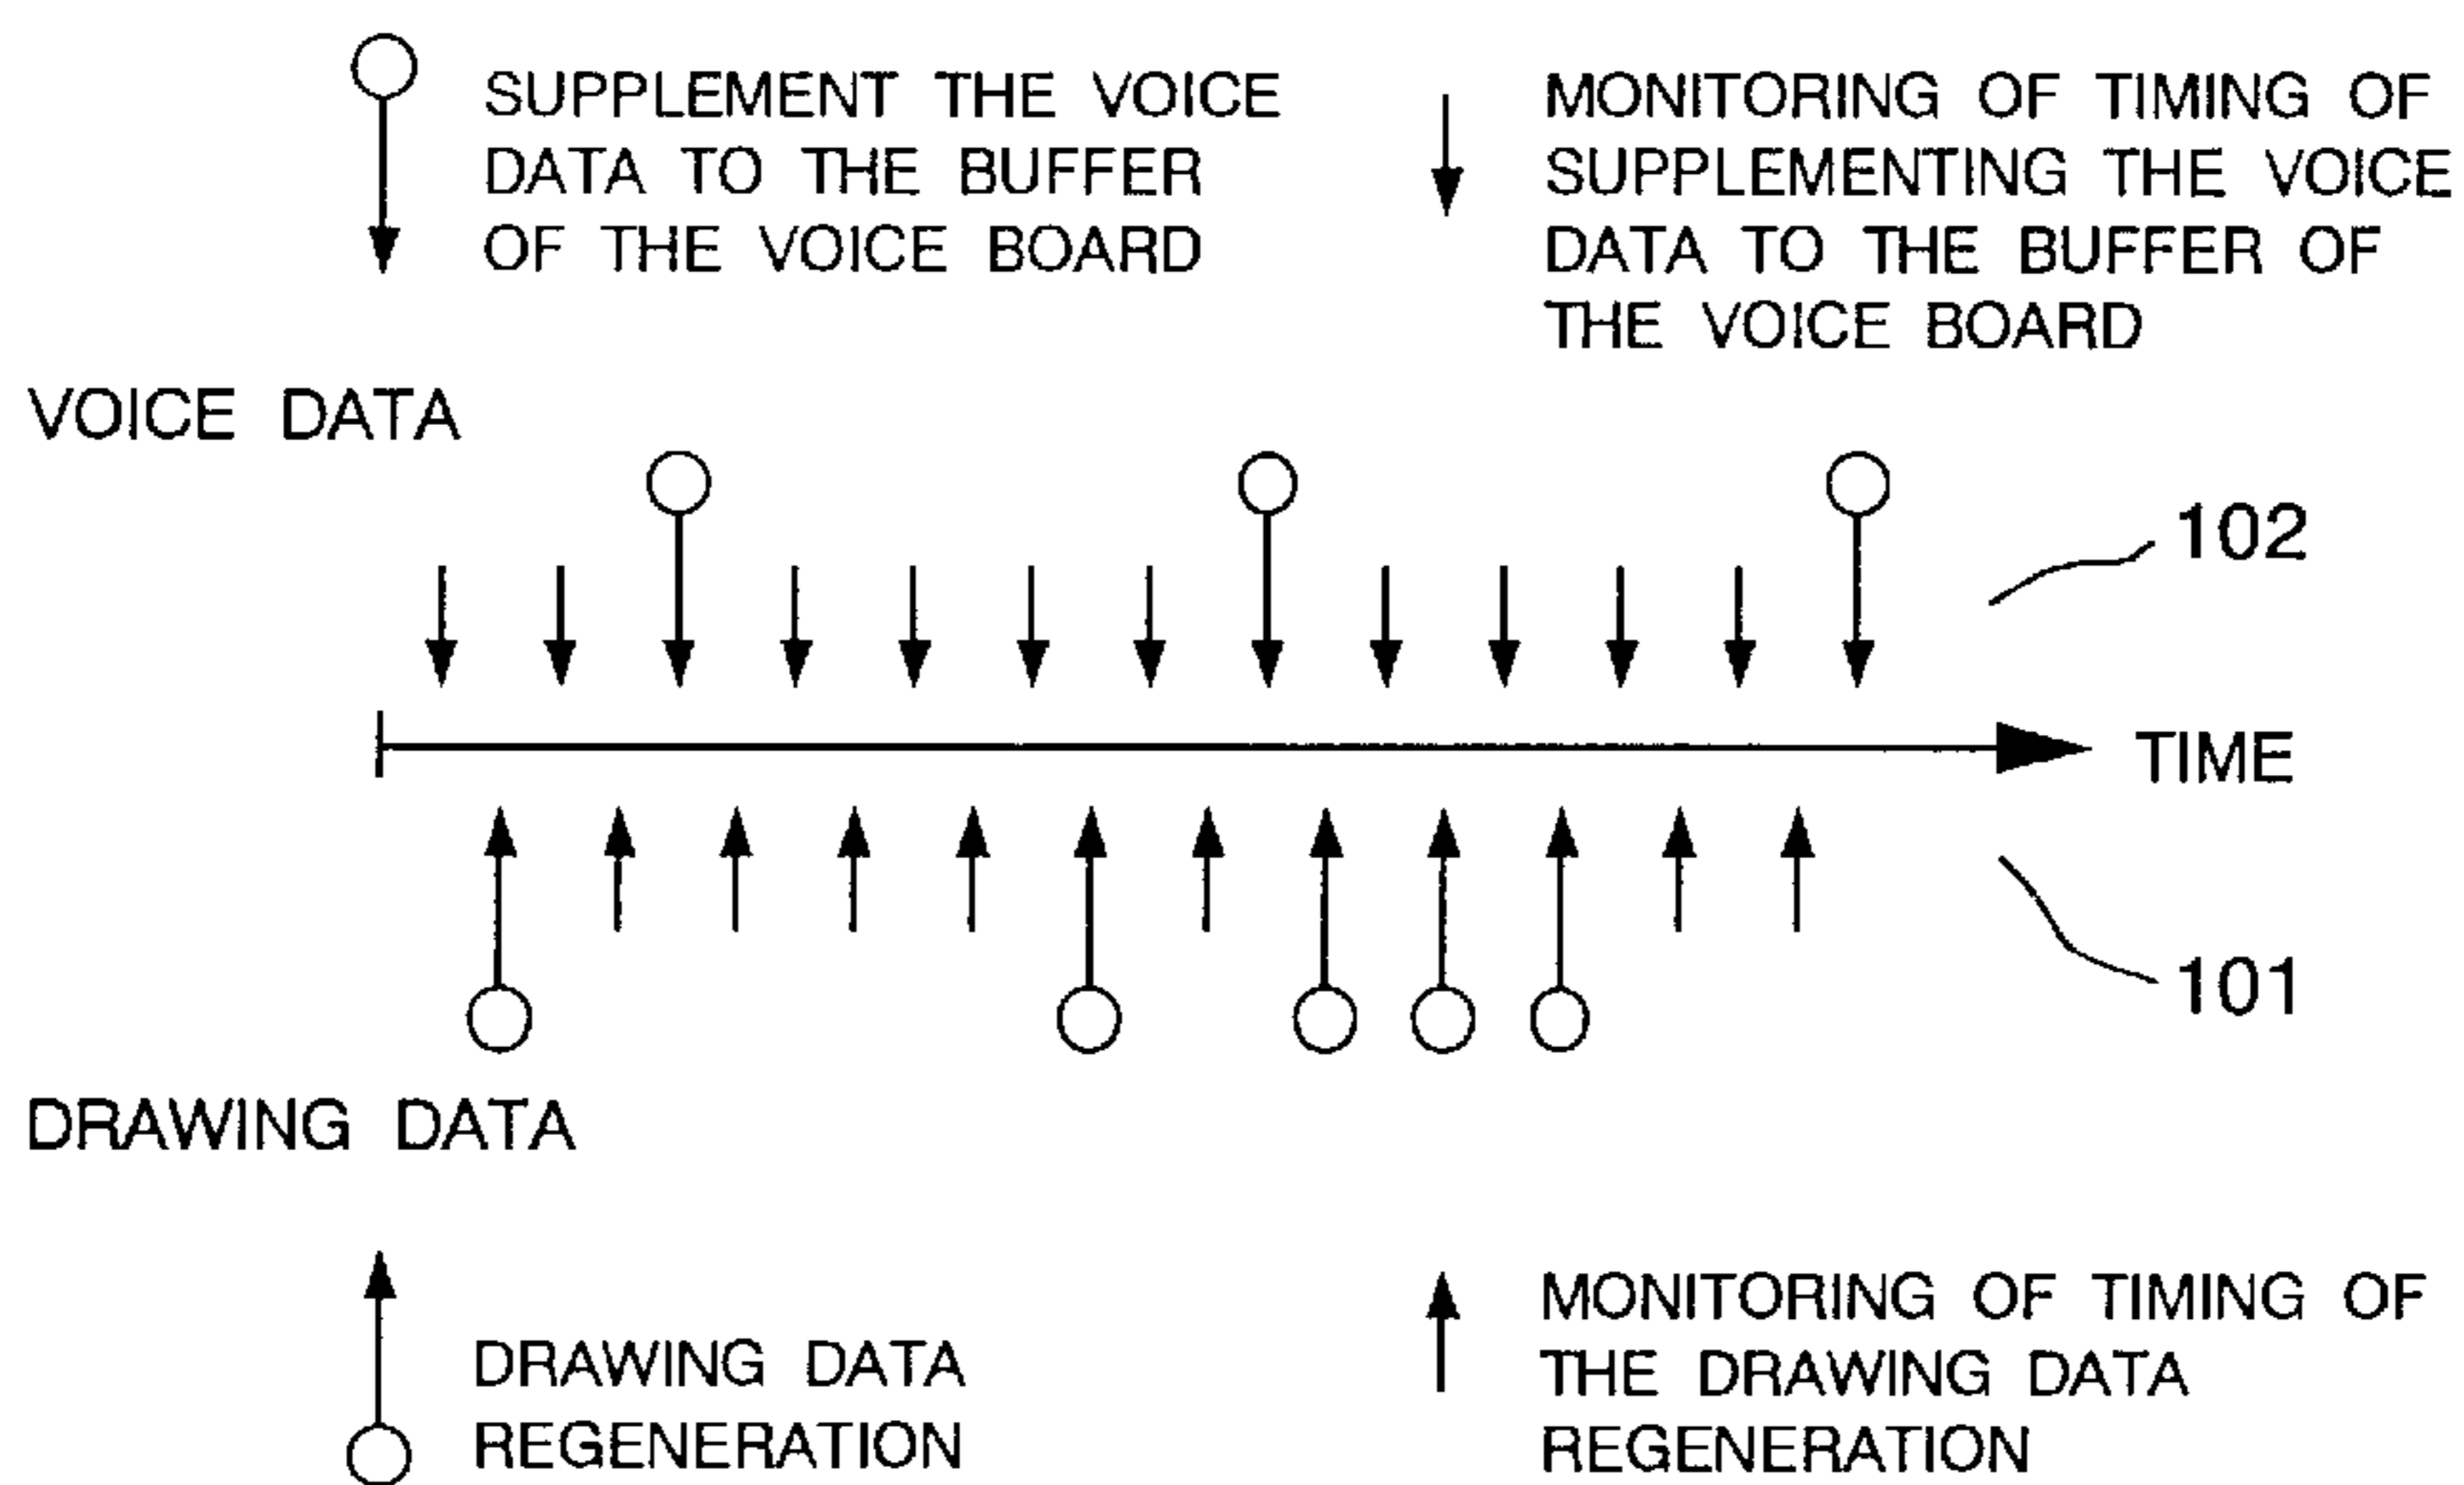 SUPPLEMENT THE VOICE
DATA TO THE BUFFER
OF THE VOICE BOARD
MONITORING OF TIMING OF
SUPPLEMENTING THE VOICE
DATA TO THE BUFFER OF
THE VOICE BOARD
VOICE DATA
102
TIME
101
DRAWING DATA
DRAWING DATA
REGENERATION
MONITORING OF TIMING OF
THE DRAWING DATA
REGENERATION